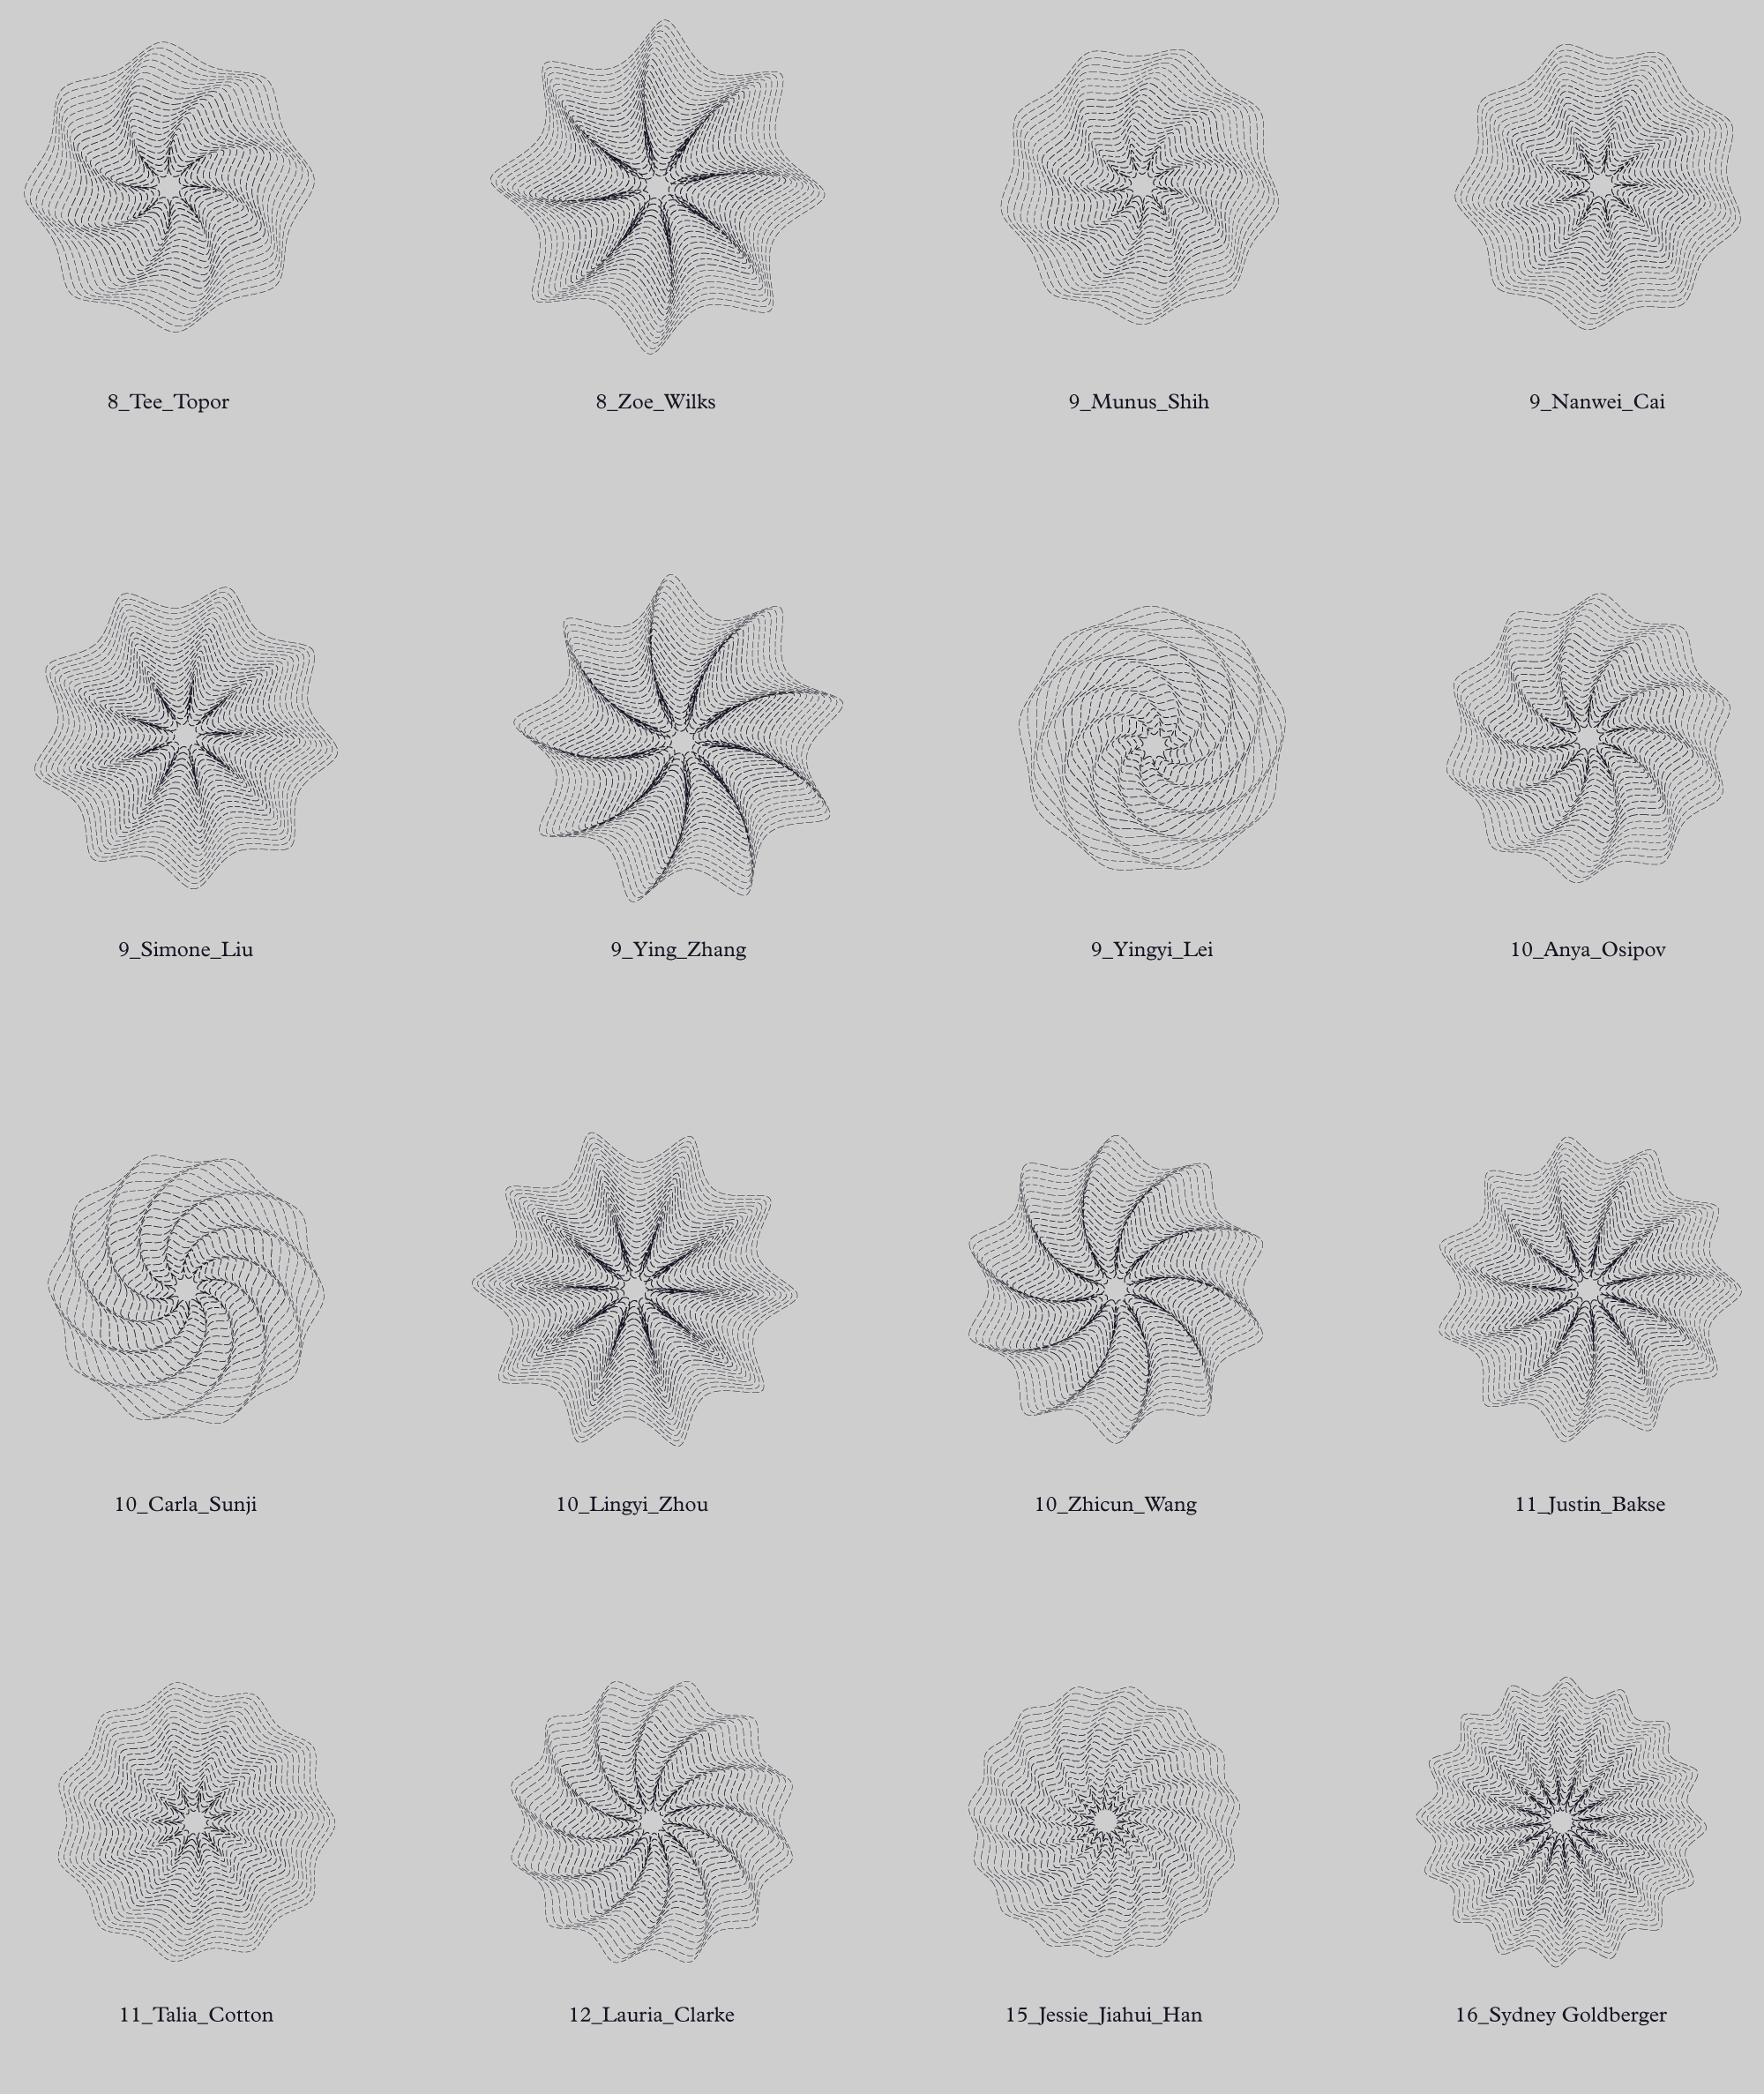 8_Tee_Topor
8_Zoe_Wilks
9_Munus_Shih
9_Nanwei_Cai
9_Simone_Liu
9_Ying_Zhang
9_Yingyi_Lei
10_Anya_Osipov
10_Carla_Sunji
10_Lingyi_Zhou
10_Zhicun_Wang
11_Justin_Bakse
11_Talia_Cotton
12_Lauria_Clarke
15_Jessie_Jiahui_Han
16_Sydney Goldberger